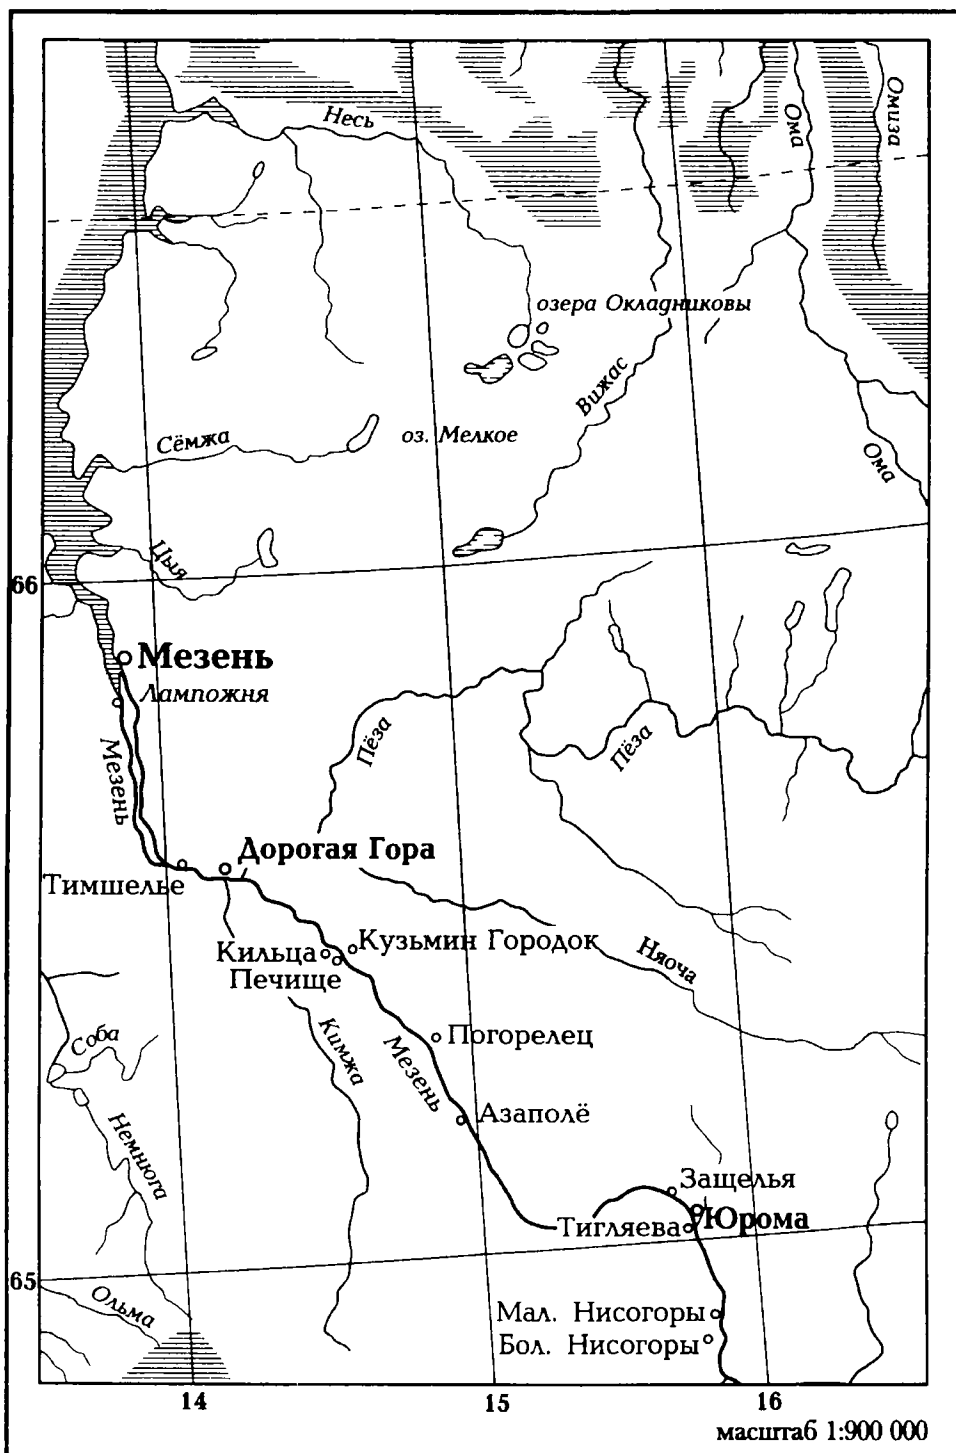 Несь
Ома
Омиза
озера Окладниковы
Вижас
Сёмжа
оз. Мелкое
Ома
Цыя
66
Мезень
Лампожня
Мезень
Пёза
Пёза
Дорогая Гора
Тимшелье
Кильца
Кузьмин Городок
Печище
Няоча
Соба
Кимжа
Мезень
Погорелец
Азаполё
Немнюга
Защелья
Тигляева
Юрома
65
Ольма
Мал. Нисогоры
Бол. Нисогоры
14
15
16
масштаб 1:900 000